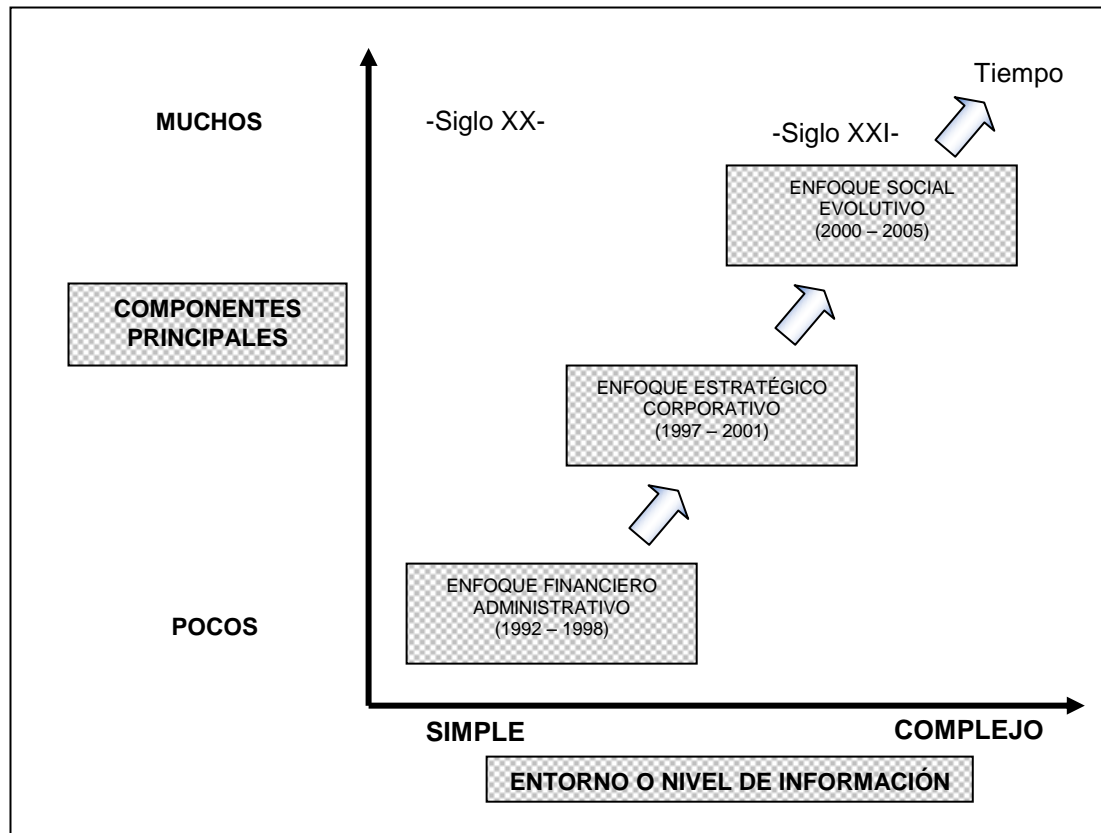 Tiempo
MUCHOS
-Siglo XX-
-Siglo XXI-
ENFOQUE SOCIAL
EVOLUTIVO
(2000 – 2005)
COMPONENTES
PRINCIPALES
ENFOQUE ESTRATÉGICO
CORPORATIVO
(1997 – 2001)
ENFOQUE FINANCIERO
ADMINISTRATIVO
(1992 – 1998)
POCOS
SIMPLE
COMPLEJO
ENTORNO O NIVEL DE INFORMACIÓN